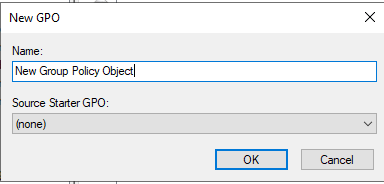 New GPO
Name:
New Group Policy Object
Source Starter GPO:
(none)
OK Cancel